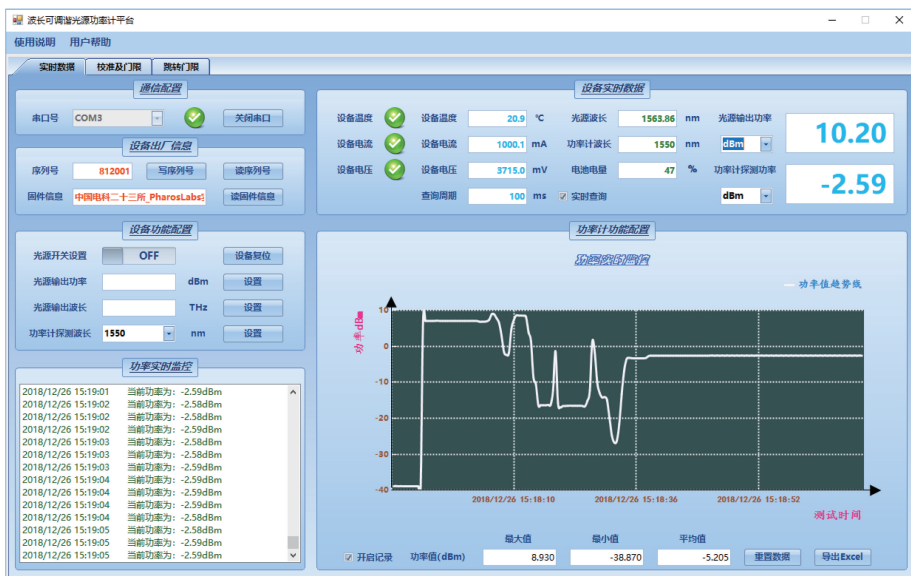 波长可调谐光源功率计平台
使用说明 用户帮助
实时数据 校准及门限 跳转门限
通信配置
串口号 COM3 关闭串口
设备出厂信息
序列号 812001 写序列号 读序列号
固件信息 中国电科二十三所_PharosLabs 读固件信息
设备功能配置
光源开关设置 OFF 设备复位
光源输出功率 dBm 设置
光源输出波长 THz 设置
功率计探测波长 1550 nm 设置
功率实时监控
2018/12/26 15:19:01 当前功率为: -2.59dBm
2018/12/26 15:19:02 当前功率为: -2.59dBm
2018/12/26 15:19:02 当前功率为: -2.58dBm
2018/12/26 15:19:02 当前功率为: -2.59dBm
2018/12/26 15:19:03 当前功率为: -2.58dBm
2018/12/26 15:19:03 当前功率为: -2.59dBm
2018/12/26 15:19:03 当前功率为: -2.58dBm
2018/12/26 15:19:04 当前功率为: -2.59dBm
2018/12/26 15:19:04 当前功率为: -2.59dBm
2018/12/26 15:19:04 当前功率为: -2.59dBm
2018/12/26 15:19:04 当前功率为: -2.58dBm
2018/12/26 15:19:05 当前功率为: -2.58dBm
2018/12/26 15:19:05 当前功率为: -2.59dBm
2018/12/26 15:19:05 当前功率为: -2.59dBm
设备实时数据
设备温度 设备温度 20.9 ℃ 光源波长 1563.86 nm 光源输出功率
设备电流 设备电流 1000.1 mA 功率计波长 1550 nm dBm 10.20
设备电压 设备电压 3715.0 mV 电池电量 47 % 功率计探测功率
查询周期 100 ms 实时查询 dBm -2.59
功率计功能配置
功率实时监控
功率值趋势线
功率dBm
10
0
-10
-20
-30
-40
2018/12/26 15:18:10 2018/12/26 15:18:36 2018/12/26 15:18:52
测试时间
最大值 最小值 平均值
开启记录 功率值(dBm) 8.930 -38.870 -5.205 重置数据 导出Excel